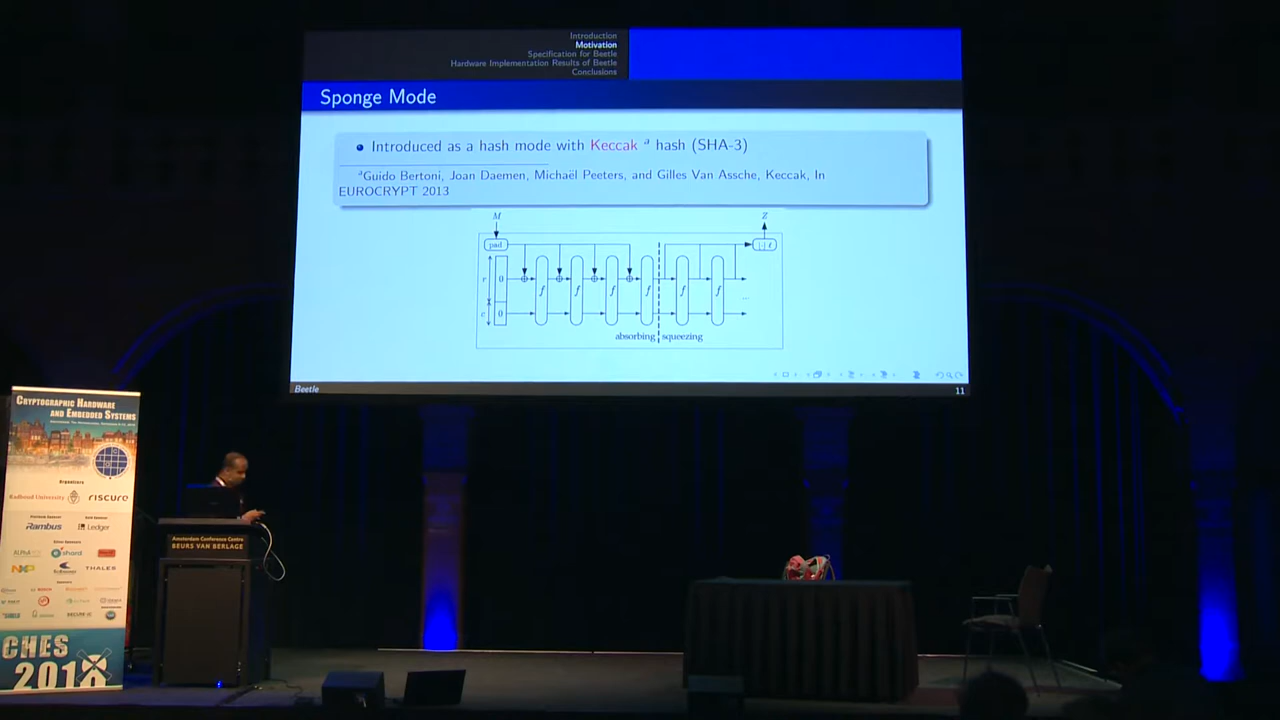 Introduction
Motivation
Specification for Beetle
Hardware Implementation Results of Beetle
Conclusions
Sponge Mode
Introduced as a hash mode with Keccak a hash (SHA-3)
aGuido Bertoni, Joan Daemen, Michaël Peeters, and Gilles Van Assche, Keccak, In
EUROCRYPT 2013
M
Z
pad
r
0
f f f f f f
c
0
...
absorbing squeezing
Beetle
11
CRYPTOGRAPHIC HARDWARE
AND EMBEDDED SYSTEMS
Organizers
Radboud University
riscure
Rambus
Ledger
shard
NXP
THALES
CHES
2018
Amsterdam Conference Centre
BEURS VAN BERLAGE